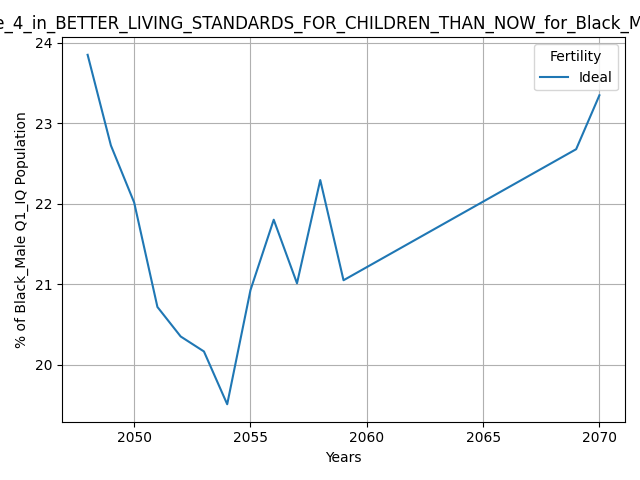 e_4_in_BETTER_LIVING_STANDARDS_FOR_CHILDREN_THAN_NOW_for_Black_M
Fertility
Ideal
24
23
22
21
20
% of Black_Male Q1_IQ Population
2050
2055
2060
2065
2070
Years